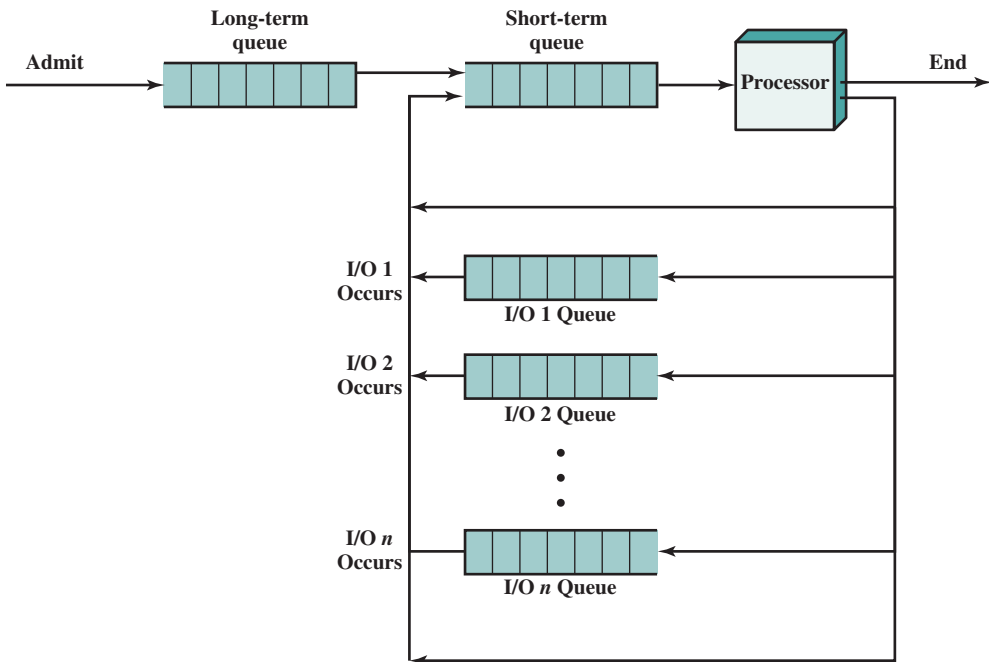 Long-term
queue
Short-term
queue
Admit
Processor
End
I/O 1
Occurs
I/O 1 Queue
I/O 2
Occurs
I/O 2 Queue
I/O n
Occurs
I/O n Queue